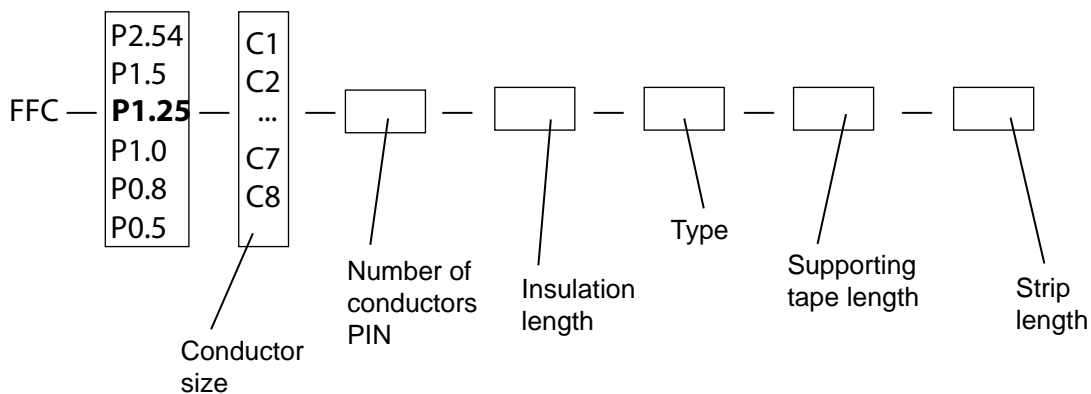 FFC — P2.54
P1.5
P1.25
P1.0
P0.8
P0.5
C1
C2
...
C7
C8
Conductor
size
Number of
conductors
PIN
Insulation
length
Type
Supporting
tape length
Strip
length